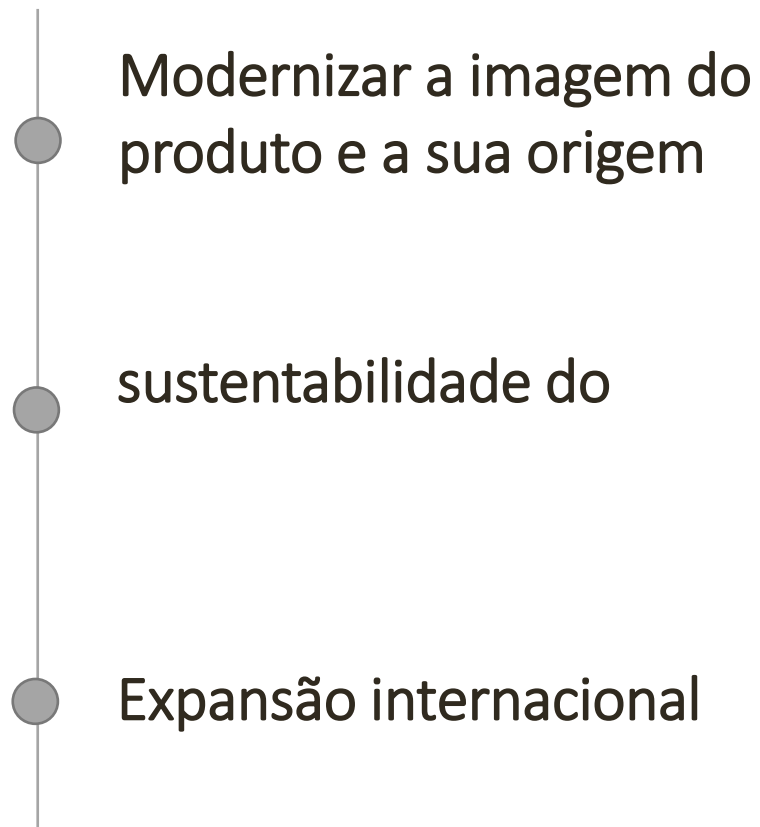 Modernizar a imagem do
produto e a sua origem
sustentabilidade do
Expansão internacional